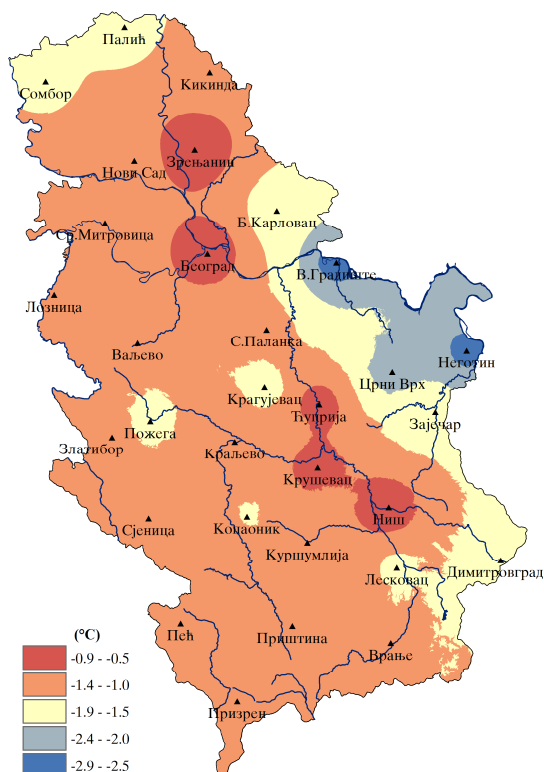 Палић
Сомбор
Кикинда
Зрењанин
Нови Сад
Б.Карловац
Ср.Митровица
Београд
В.Градиште
Лозница
С.Паланка
Ваљево
Неготин
Црни Врх
Крагујевац
Ћуприја
Зајечар
Пожега
Златибор
Краљево
Крушевац
Ниш
Сјеница
Копаоник
Куршумлија
Димитровград
Лесковац
Пећ
Приштина
Врање
Призрен
(°C)
-0.9 - -0.5
-1.4 - -1.0
-1.9 - -1.5
-2.4 - -2.0
-2.9 - -2.5